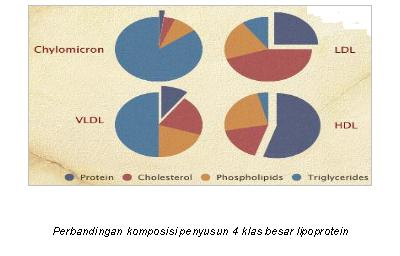 Chylomicron
LDL
VLDL
HDL
Protein Cholesterol Phospholipids Triglycerides
Perbandingan komposisi penyusun 4 klas besar lipoprotein